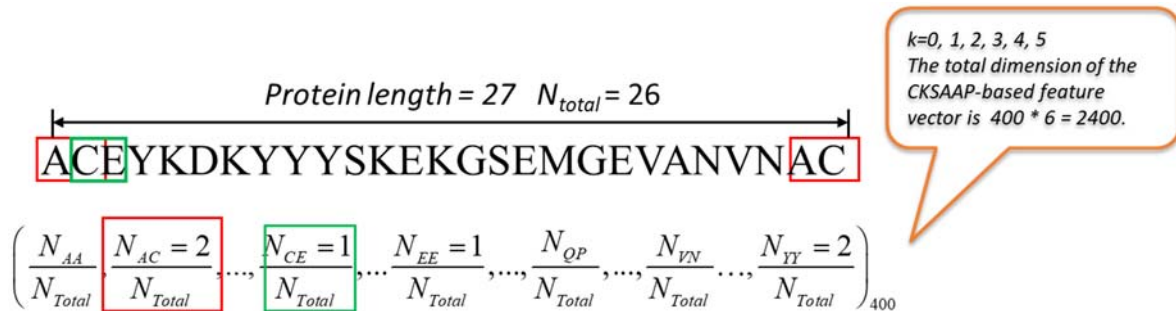 k=0, 1, 2, 3, 4, 5
The total dimension of the
CKSAAP-based feature
vector is 400 * 6 = 2400.
Protein length = 27 N_total = 26
ACEYKDKYYYSKEKGSEMGEVANVNAC
(N_AA/N_Total, N_AC = 2/N_Total,..., N_CE = 1/N_Total,... N_EE = 1/N_Total,..., N_QP/N_Total,..., N_VN/N_Total ..., N_YY = 2/N_Total)_400